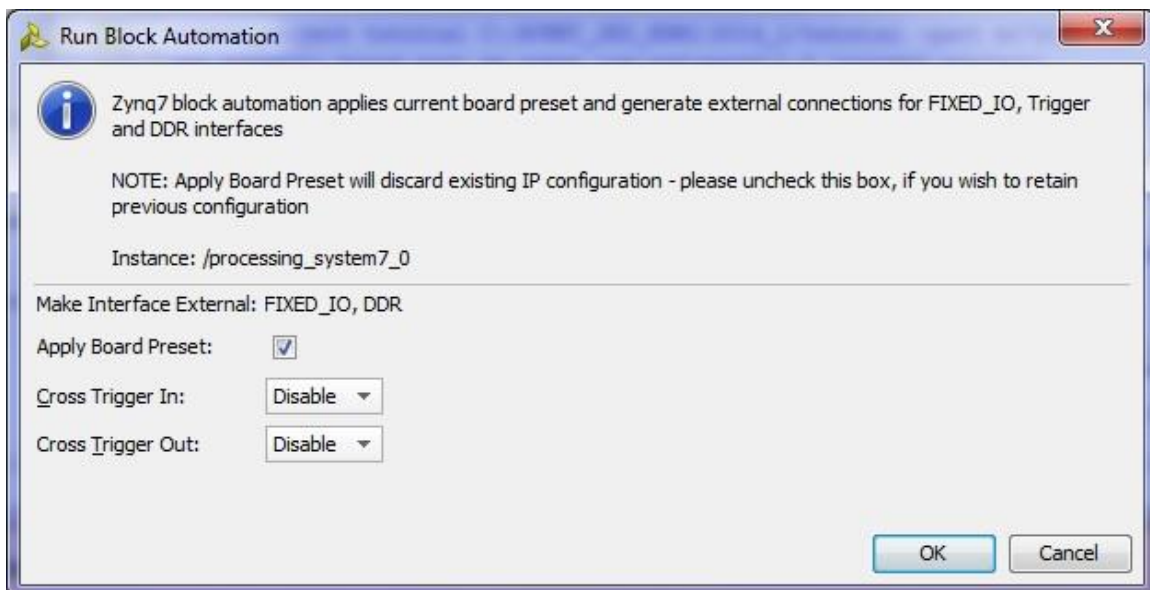 Run Block Automation
Zynq7 block automation applies current board preset and generate external connections for FIXED_IO, Trigger
and DDR interfaces
NOTE: Apply Board Preset will discard existing IP configuration - please uncheck this box, if you wish to retain
previous configuration
Instance: /processing_system7_0
Make Interface External: FIXED_IO, DDR
Apply Board Preset:
Cross Trigger In: Disable
Cross Trigger Out: Disable
OK Cancel